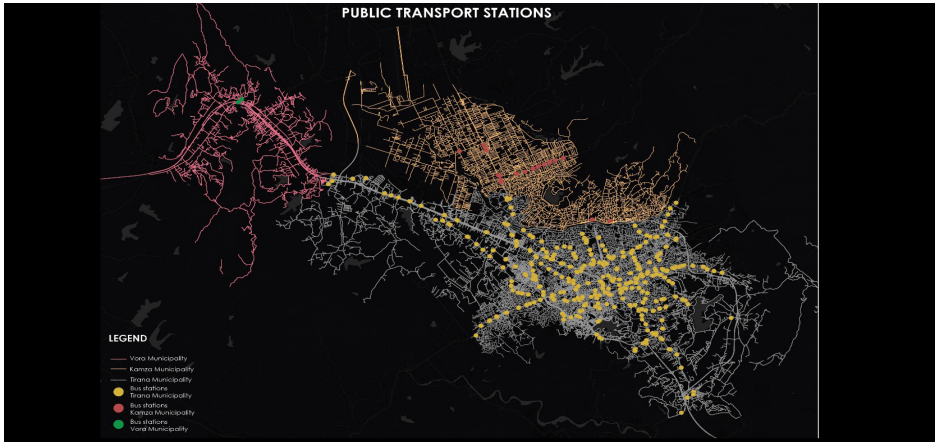 PUBLIC TRANSPORT STATIONS
LEGEND
Vora Municipality
Kamza Municipality
Tirana Municipality
Bus stations
Tirana Municipality
Bus stations
Kamza Municipality
Bus stations
Vora Municipality